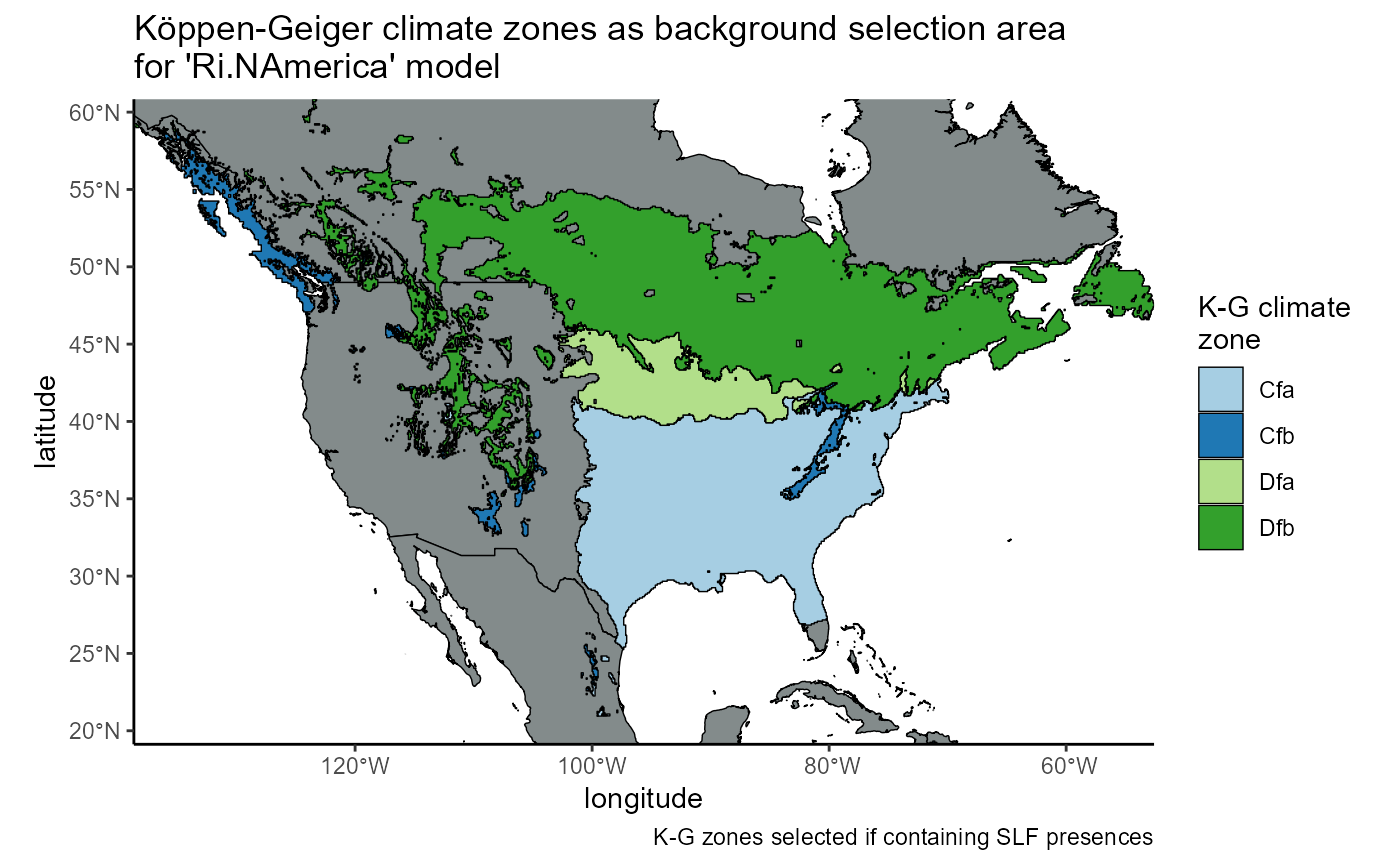 Köppen-Geiger climate zones as background selection area
for 'Ri.NAmerica' model
60°N
55°N
50°N
45°N
40°N
35°N
30°N
25°N
20°N
latitude
120°W
100°W
80°W
60°W
longitude
K-G climate
zone
Cfa
Cfb
Dfa
Dfb
K-G zones selected if containing SLF presences